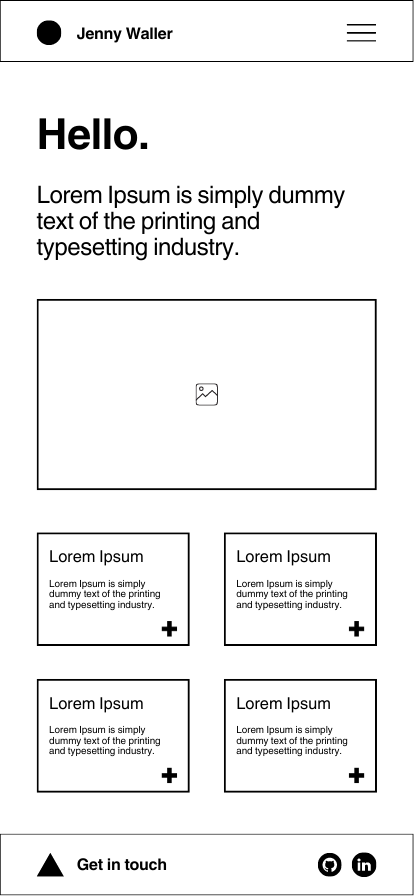 Jenny Waller
Hello.
Lorem Ipsum is simply dummy
text of the printing and
typesetting industry.
Lorem Ipsum
Lorem Ipsum is simply
dummy text of the printing
and typesetting industry.
Lorem Ipsum
Lorem Ipsum is simply
dummy text of the printing
and typesetting industry.
Lorem Ipsum
Lorem Ipsum is simply
dummy text of the printing
and typesetting industry.
Lorem Ipsum
Lorem Ipsum is simply
dummy text of the printing
and typesetting industry.
Get in touch
in